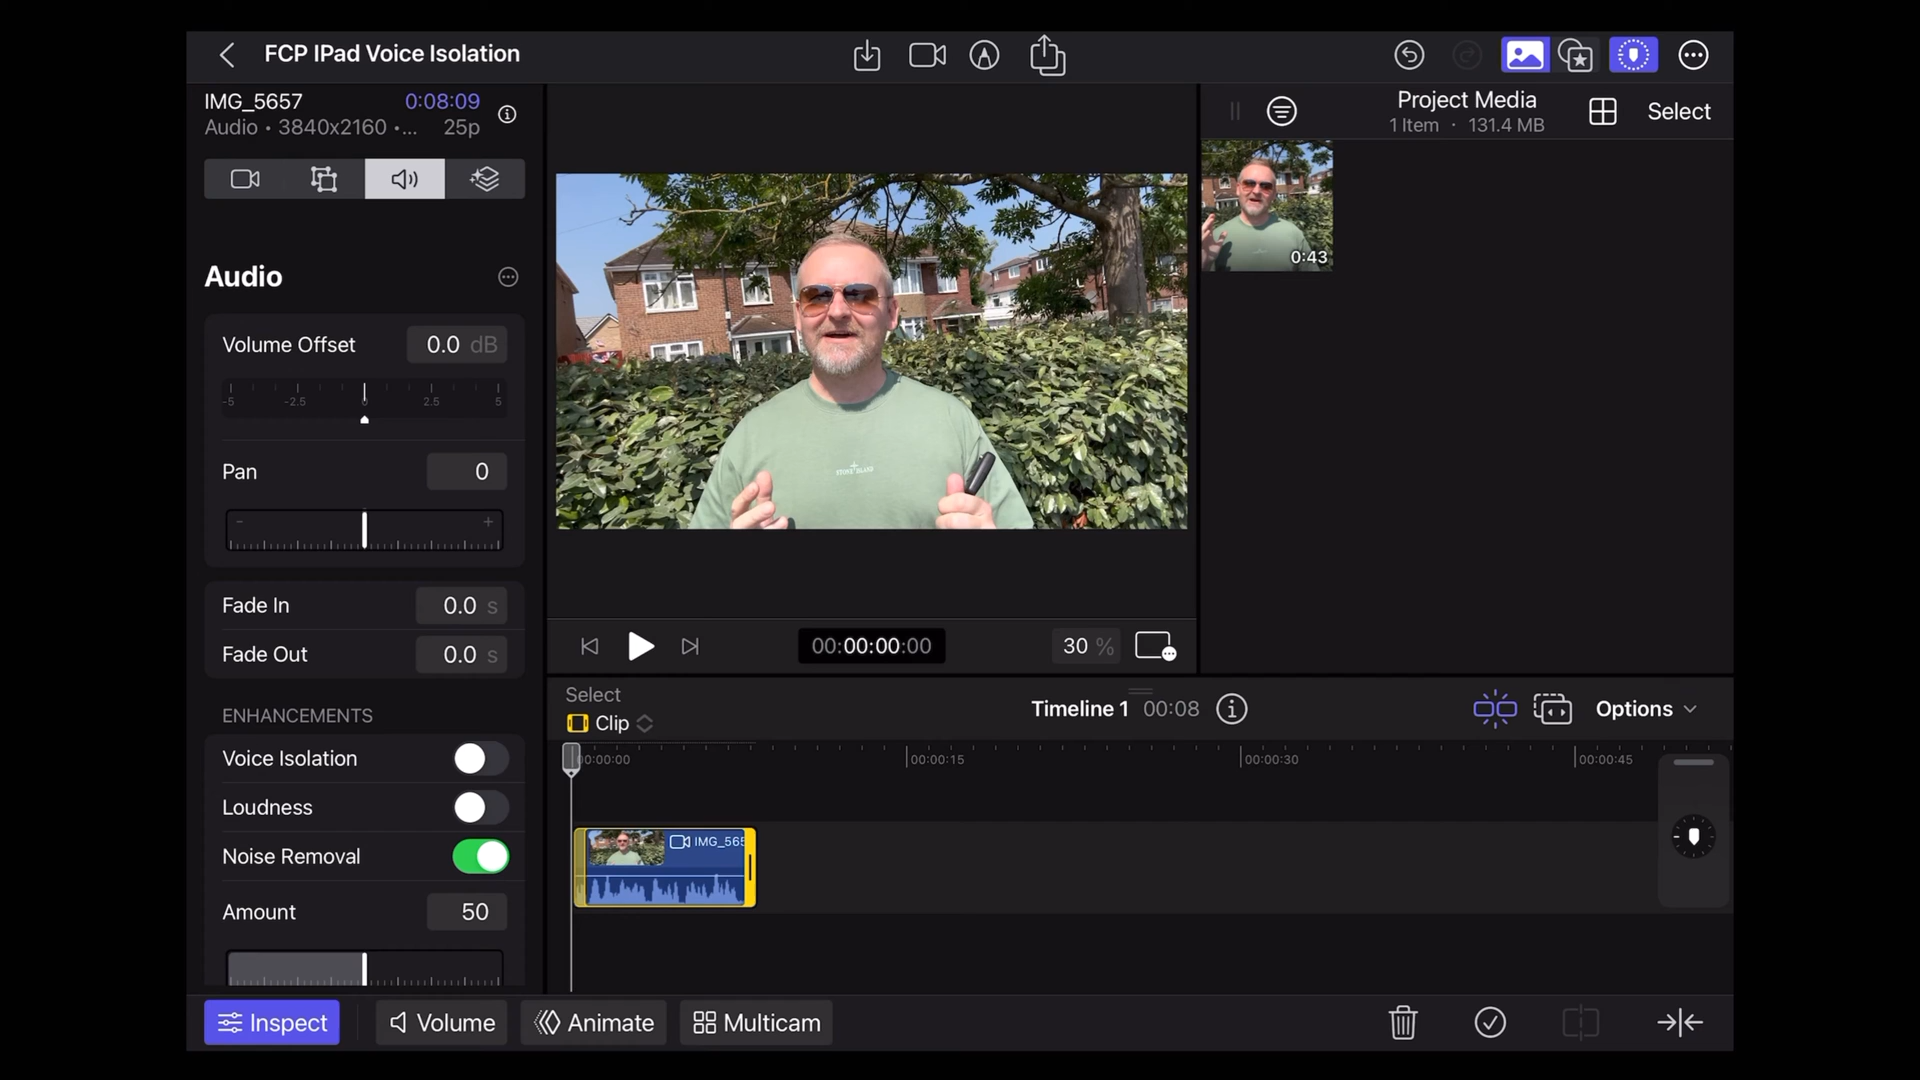 FCP IPad Voice Isolation
IMG_5657 0:08:09
Audio • 3840x2160 •... 25p
Project Media
1 Item · 131.4 MB
Select
0:43
Audio
Volume Offset 0.0 dB
-5 -2.5 0 2.5 5
Pan 0
- +
STONE ISLAND
Fade In 0.0 s
Fade Out 0.0 s
00:00:00:00
30 %
ENHANCEMENTS
Voice Isolation
Loudness
Noise Removal
Amount 50
Select
Clip
Timeline 1 00:08
Options
00:00:00 00:00:15 00:00:30 00:00:45
IMG_565
Inspect
Volume
Animate
Multicam